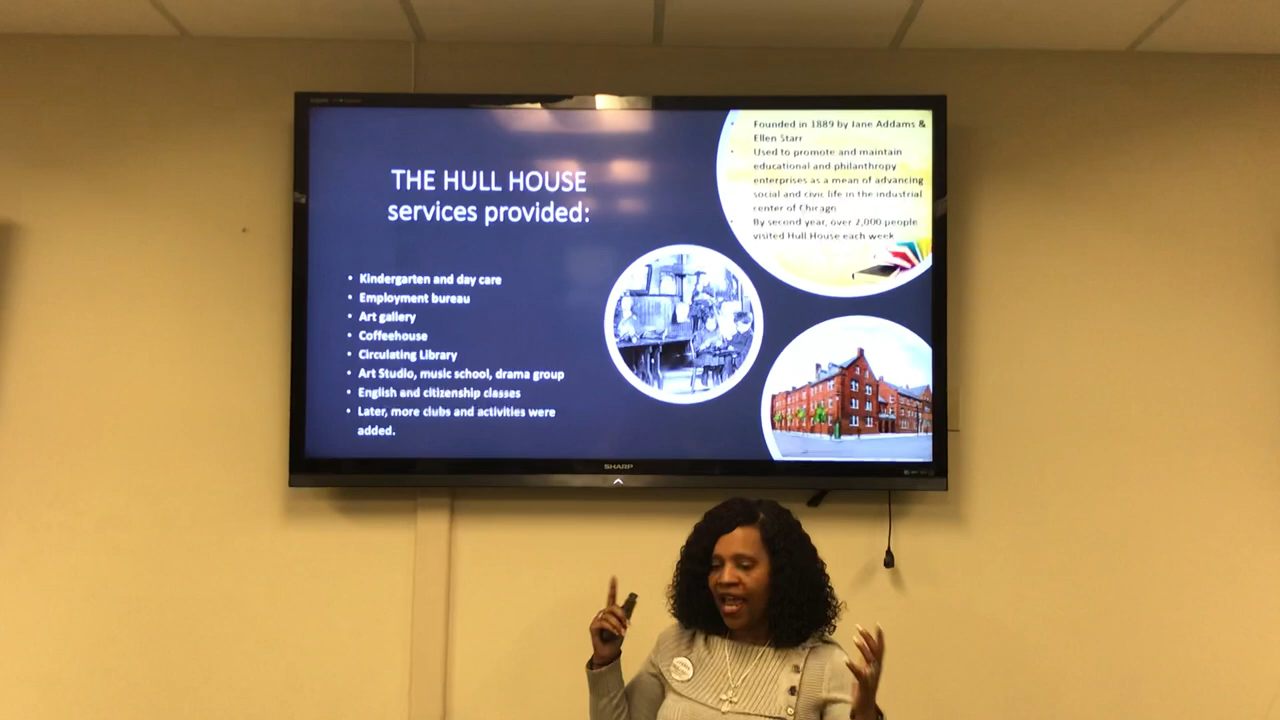 THE HULL HOUSE
services provided:
• Kindergarten and day care
• Employment bureau
• Art gallery
• Coffeehouse
• Circulating Library
• Art Studio, music school, drama group
• English and citizenship classes
• Later, more clubs and activities were
added.
• Founded in 1889 by Jane Addams &
Ellen Starr
• Used to promote and maintain
educational and philanthropy
enterprises as a mean of advancing
social and civic life in the industrial
center of Chicago
• By second year, over 2,000 people
visited Hull House each week
SHARP